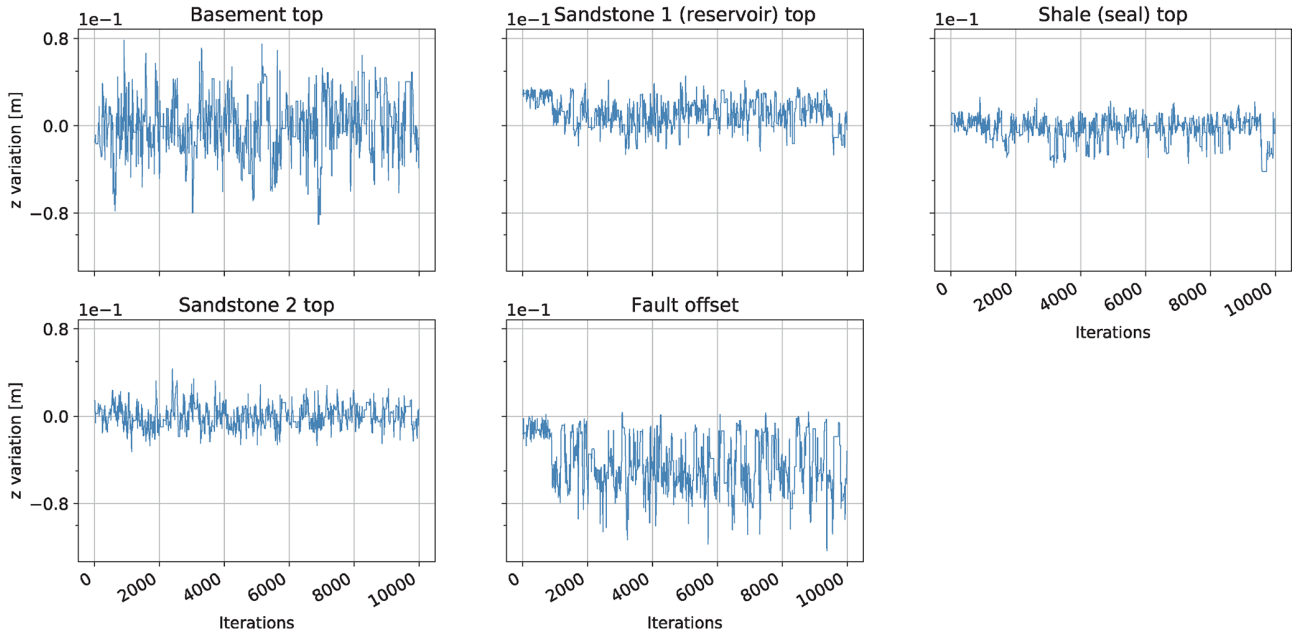 Basement top
1e−1
0.8
0.0
−0.8
z variation [m]
Sandstone 1 (reservoir) top
1e−1
Shale (seal) top
1e−1
0
2000
4000
6000
8000
10000
Iterations
Sandstone 2 top
1e−1
0.8
0.0
−0.8
z variation [m]
0
2000
4000
6000
8000
10000
Iterations
Fault offset
1e−1
0
2000
4000
6000
8000
10000
Iterations